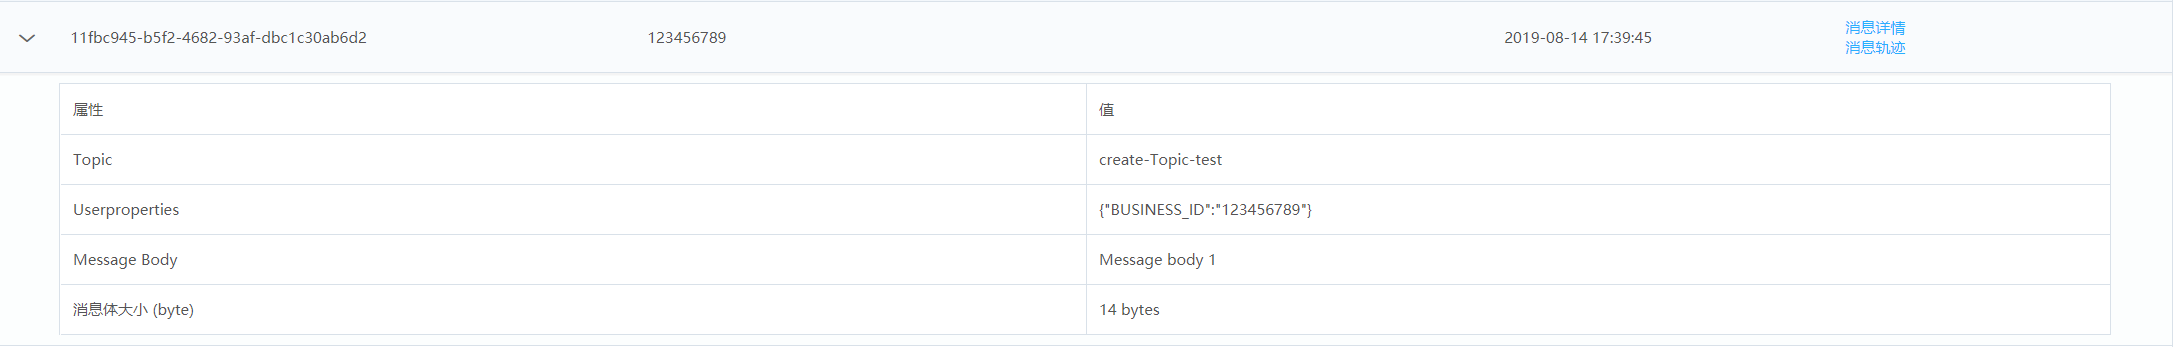 11fbc945-b5f2-4682-93af-dbc1c30ab6d2 123456789 2019-08-14 17:39:45 消息详情
消息轨迹
属性 值
Topic create-Topic-test
Userproperties {"BUSINESS_ID":"123456789"}
Message Body Message body 1
消息体大小 (byte) 14 bytes